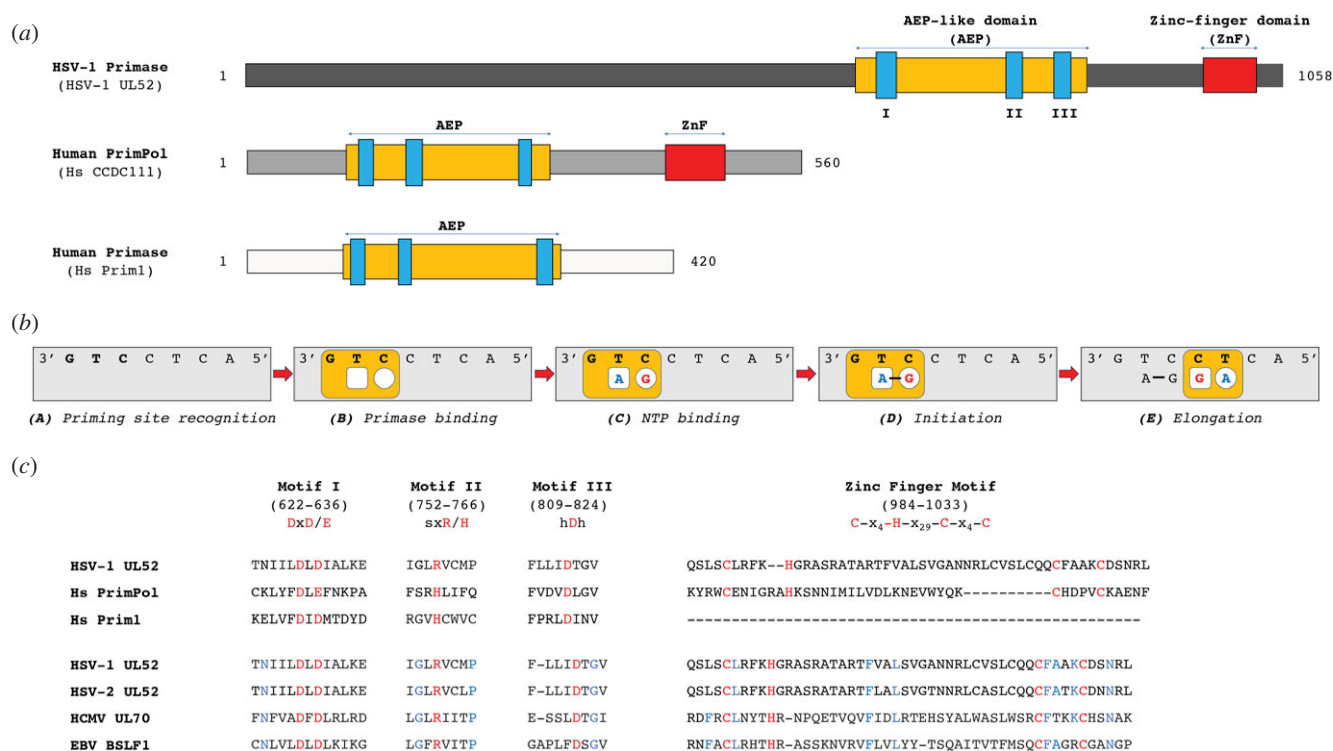 (a)
AEP-like domain
(AEP)
Zinc-finger domain
(ZnF)
HSV-1 Primase
(HSV-1 UL52)
1
1058
I II III
AEP
ZnF
Human PrimPol
(Hs CCDC111)
1
560
AEP
Human Primase
(Hs Prim1)
1
420
(b)
3′ G T C C T C A 5′
3′ G T C C T C A 5′
3′ G T C C T C A 5′
A G
3′ G T C C T C A 5′
A–G
3′ G T C C T C A 5′
A–G G A
(A) Priming site recognition
(B) Primase binding
(C) NTP binding
(D) Initiation
(E) Elongation
(c)
Motif I Motif II Motif III Zinc Finger Motif
(622–636) (752–766) (809–824) (984–1033)
DxD/E sxR/H hDh C-x4-H-x29-C-x4-C
HSV-1 UL52 TNIILDLDIALKE IGLRVCMP FLLIDTGV QSLSCLRFK--HGRASRATARTFVALSVGANNRLCVSLCQQCFAAKCDSNRL
Hs PrimPol CKLYFDLEFNKPA FSRHLIFQ FVDVDLGV KYRWCENIGRAHKSNNIMILVDLKNEVWYQK----------CHDPVCKAENF
Hs Prim1 KELVFDIDMTDYD RGVHCWVC FPRLDINV -----------------------------------------------------
HSV-1 UL52 TNIILDLDIALKE IGLRVCMP F-LLIDTGV QSLSCLRFKHGRASRATARTFVALSVGANNRLCVSLCQQCFAAKCDSNRL
HSV-2 UL52 TNIILDLDIALKE IGLRVCLP F-LLIDTGV QSLSCLRFKHGRASRATARTFLALSVGTNNRLCASLCQQCFATKCDNNRL
HCMV UL70 FNFVADFDLRLRD LGLRIITP E-SSLDTGI RDFRCLNYTHR-NPQETVQVFIDLRTEHSYALWASLWSRCFTKKCHSNAK
EBV BSLF1 CNLVLDLDLKIKG LGFRVITP GAPLFDSGV RNFACLRHTHR-ASSKNVRVFLVLYY-TSQAITVTFMSQCFAGRCGANGP